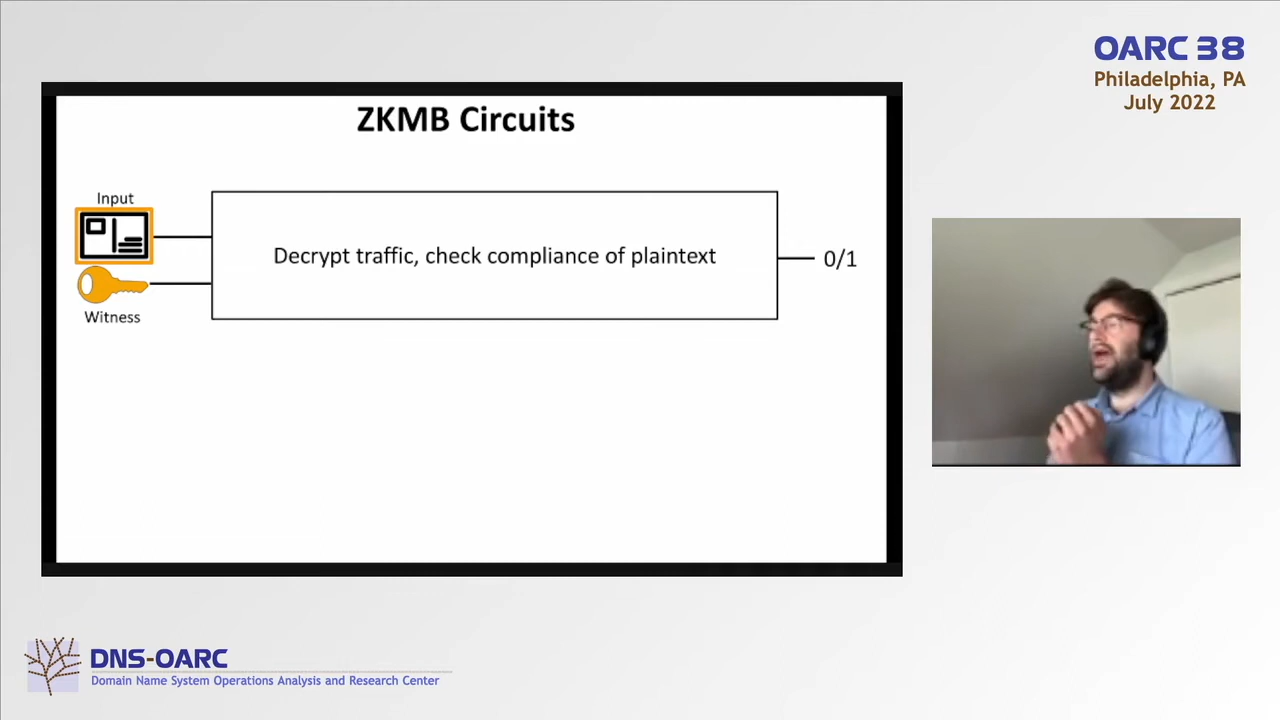 OARC 38
Philadelphia, PA
July 2022
ZKMB Circuits
Input
Decrypt traffic, check compliance of plaintext
0/1
Witness
DNS-OARC
Domain Name System Operations Analysis and Research Center